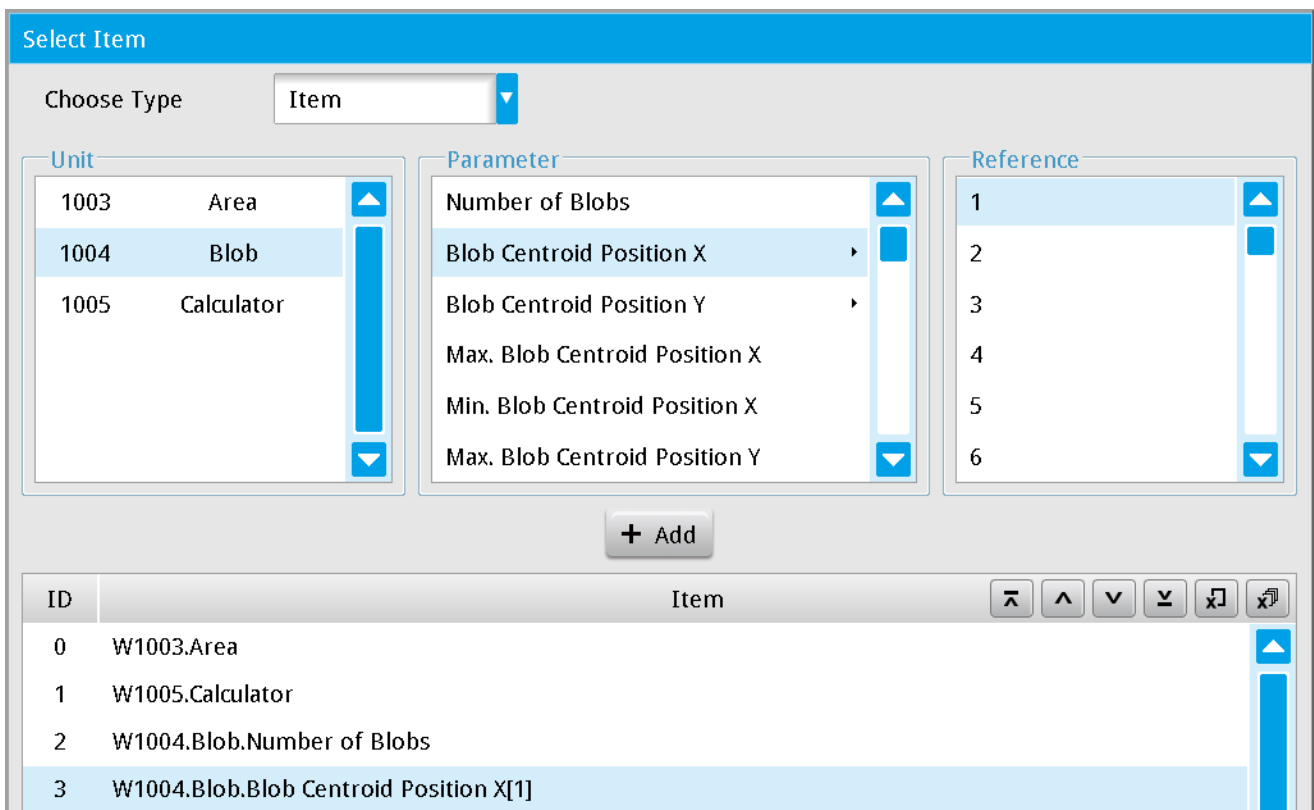 Select Item
Choose Type Item
Unit Parameter Reference
1003 Area Number of Blobs 1
1004 Blob Blob Centroid Position X 2
1005 Calculator Blob Centroid Position Y 3
Max. Blob Centroid Position X 4
Min. Blob Centroid Position X 5
Max. Blob Centroid Position Y 6
+ Add
ID Item
0 W1003.Area
1 W1005.Calculator
2 W1004.Blob.Number of Blobs
3 W1004.Blob.Blob Centroid Position X[1]